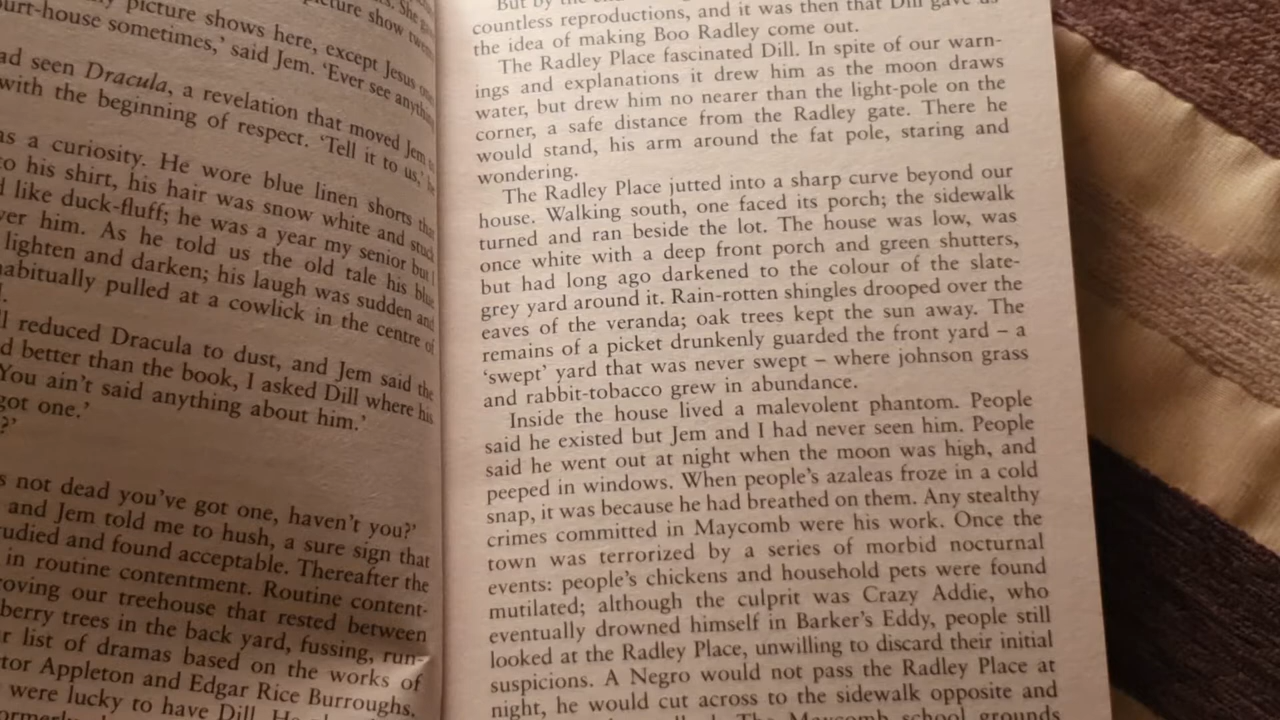 picture shows here, except Jesus
urt-house sometimes,' said Jem. 'Ever see anything
ad seen Dracula, a revelation that moved Jem
with the beginning of respect. 'Tell it to us,'
as a curiosity. He wore blue linen shorts that
to his shirt, his hair was snow white and stuck
d like duck-fluff; he was a year my senior but I
ver him. As he told us the old tale his blue
lighten and darken; his laugh was sudden and
habitually pulled at a cowlick in the centre of
l reduced Dracula to dust, and Jem said the
d better than the book, I asked Dill where his
You ain't said anything about him.'
got one.'
?'
s not dead you've got one, haven't you?'
and Jem told me to hush, a sure sign that
tudied and found acceptable. Thereafter the
in routine contentment. Routine content-
roving our treehouse that rested between
berry trees in the back yard, fussing, run-
r list of dramas based on the works of
tor Appleton and Edgar Rice Burroughs.
were lucky to have Dill.
But by the
countless reproductions, and it was then that Dill gave us
the idea of making Boo Radley come out.
The Radley Place fascinated Dill. In spite of our warn-
ings and explanations it drew him as the moon draws
water, but drew him no nearer than the light-pole on the
corner, a safe distance from the Radley gate. There he
would stand, his arm around the fat pole, staring and
wondering.
The Radley Place jutted into a sharp curve beyond our
house. Walking south, one faced its porch; the sidewalk
turned and ran beside the lot. The house was low, was
once white with a deep front porch and green shutters,
but had long ago darkened to the colour of the slate-
grey yard around it. Rain-rotten shingles drooped over the
eaves of the veranda; oak trees kept the sun away. The
remains of a picket drunkenly guarded the front yard – a
'swept' yard that was never swept – where johnson grass
and rabbit-tobacco grew in abundance.
Inside the house lived a malevolent phantom. People
said he existed but Jem and I had never seen him. People
said he went out at night when the moon was high, and
peeped in windows. When people's azaleas froze in a cold
snap, it was because he had breathed on them. Any stealthy
crimes committed in Maycomb were his work. Once the
town was terrorized by a series of morbid nocturnal
events: people's chickens and household pets were found
mutilated; although the culprit was Crazy Addie, who
eventually drowned himself in Barker's Eddy, people still
looked at the Radley Place, unwilling to discard their initial
suspicions. A Negro would not pass the Radley Place at
night, he would cut across to the sidewalk opposite and
The Maycomb school grounds